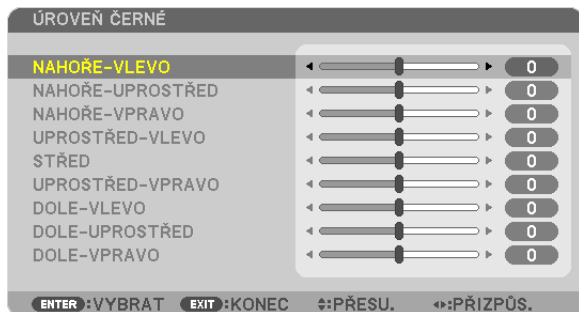 ÚROVEŇ ČERNÉ
NAHOŘE-VLEVO 0
NAHOŘE-UPROSTŘED 0
NAHOŘE-VPRAVO 0
UPROSTŘED-VLEVO 0
STŘED 0
UPROSTŘED-VPRAVO 0
DOLE-VLEVO 0
DOLE-UPROSTŘED 0
DOLE-VPRAVO 0
ENTER :VYBRAT EXIT :KONEC :PŘESU. :PŘIZPŮS.